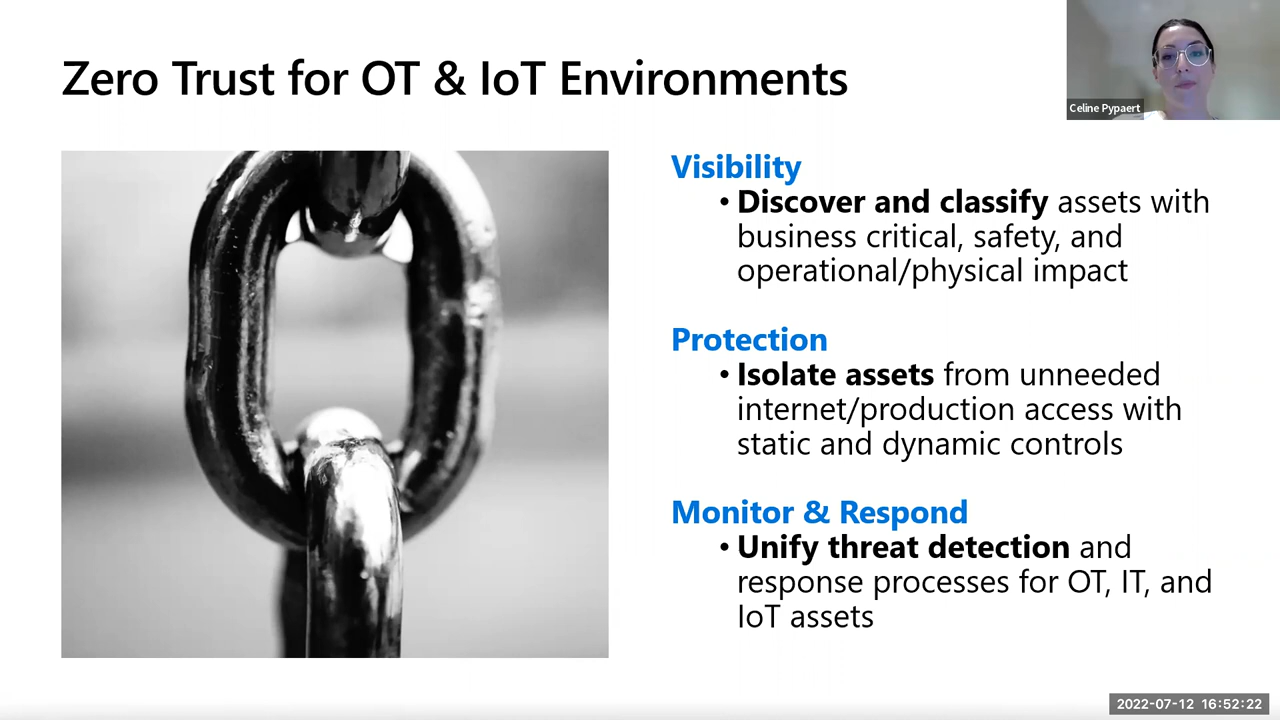 Zero Trust for OT & IoT Environments
Celine Pypaert
Visibility
• Discover and classify assets with
business critical, safety, and
operational/physical impact
Protection
• Isolate assets from unneeded
internet/production access with
static and dynamic controls
Monitor & Respond
• Unify threat detection and
response processes for OT, IT, and
IoT assets
2022-07-12 16:52:22